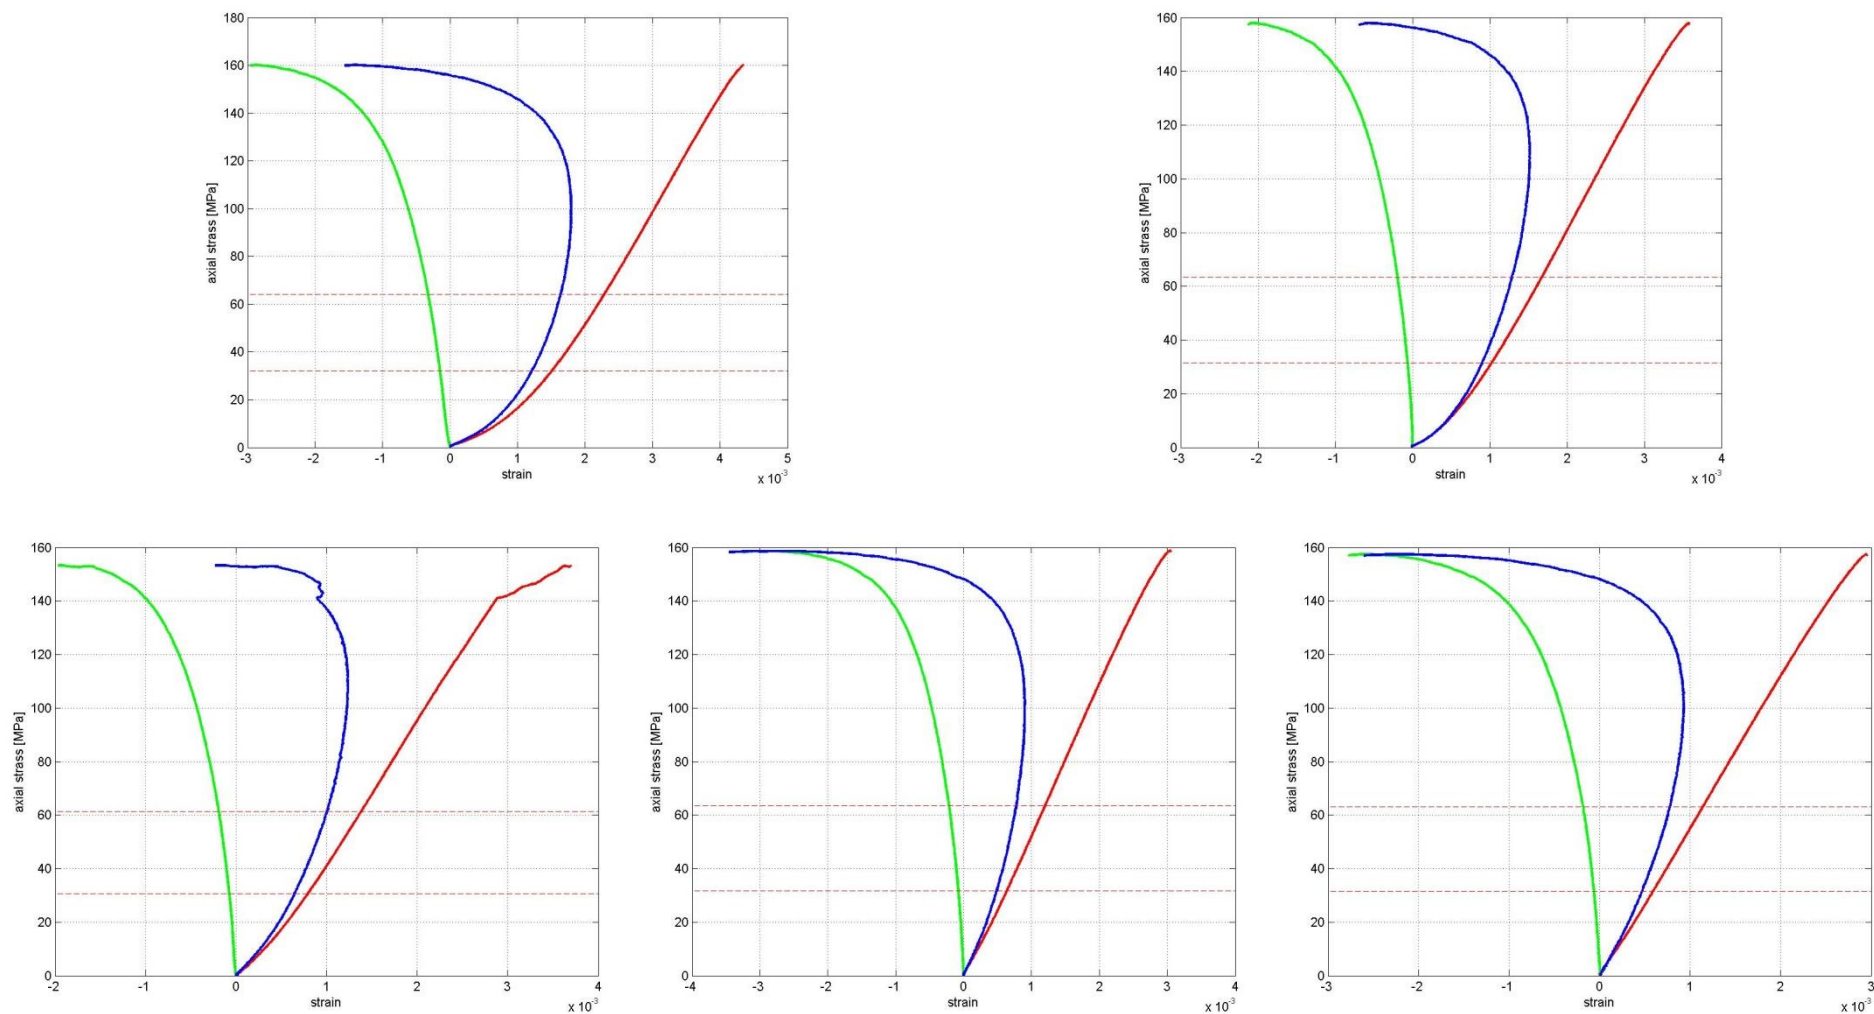 180
160
140
120
100
80
60
40
20
0
axial strass [MPa]
-3 -2 -1 0 1 2 3 4 5
strain
x 10⁻³
160
140
120
100
80
60
40
20
0
axial strass [MPa]
-3 -2 -1 0 1 2 3 4
strain
x 10⁻³
160
140
120
100
80
60
40
20
0
axial strass [MPa]
-2 -1 0 1 2 3 4
strain
x 10⁻³
160
140
120
100
80
60
40
20
0
axial strass [MPa]
-4 -3 -2 -1 0 1 2 3 4
strain
x 10⁻³
160
140
120
100
80
60
40
20
0
axial strass [MPa]
-3 -2 -1 0 1 2 3
strain
x 10⁻³